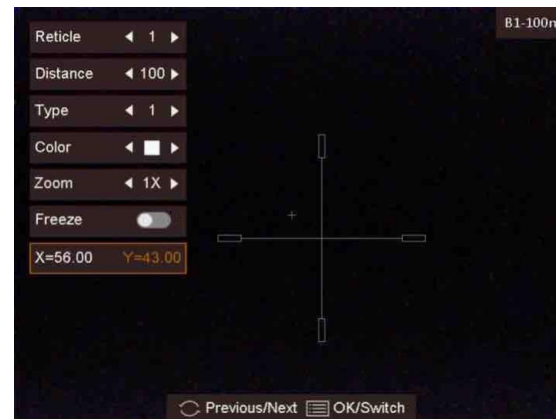 B1-100m
Reticle 1
Distance 100
Type 1
Color
Zoom 1X
Freeze
X=56.00 Y=43.00
Previous/Next OK/Switch